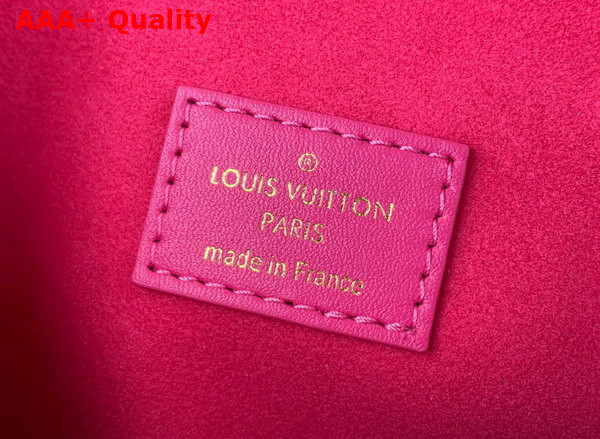 AAA+ Quality
®
LOUIS VUITTON
PARIS
made in France